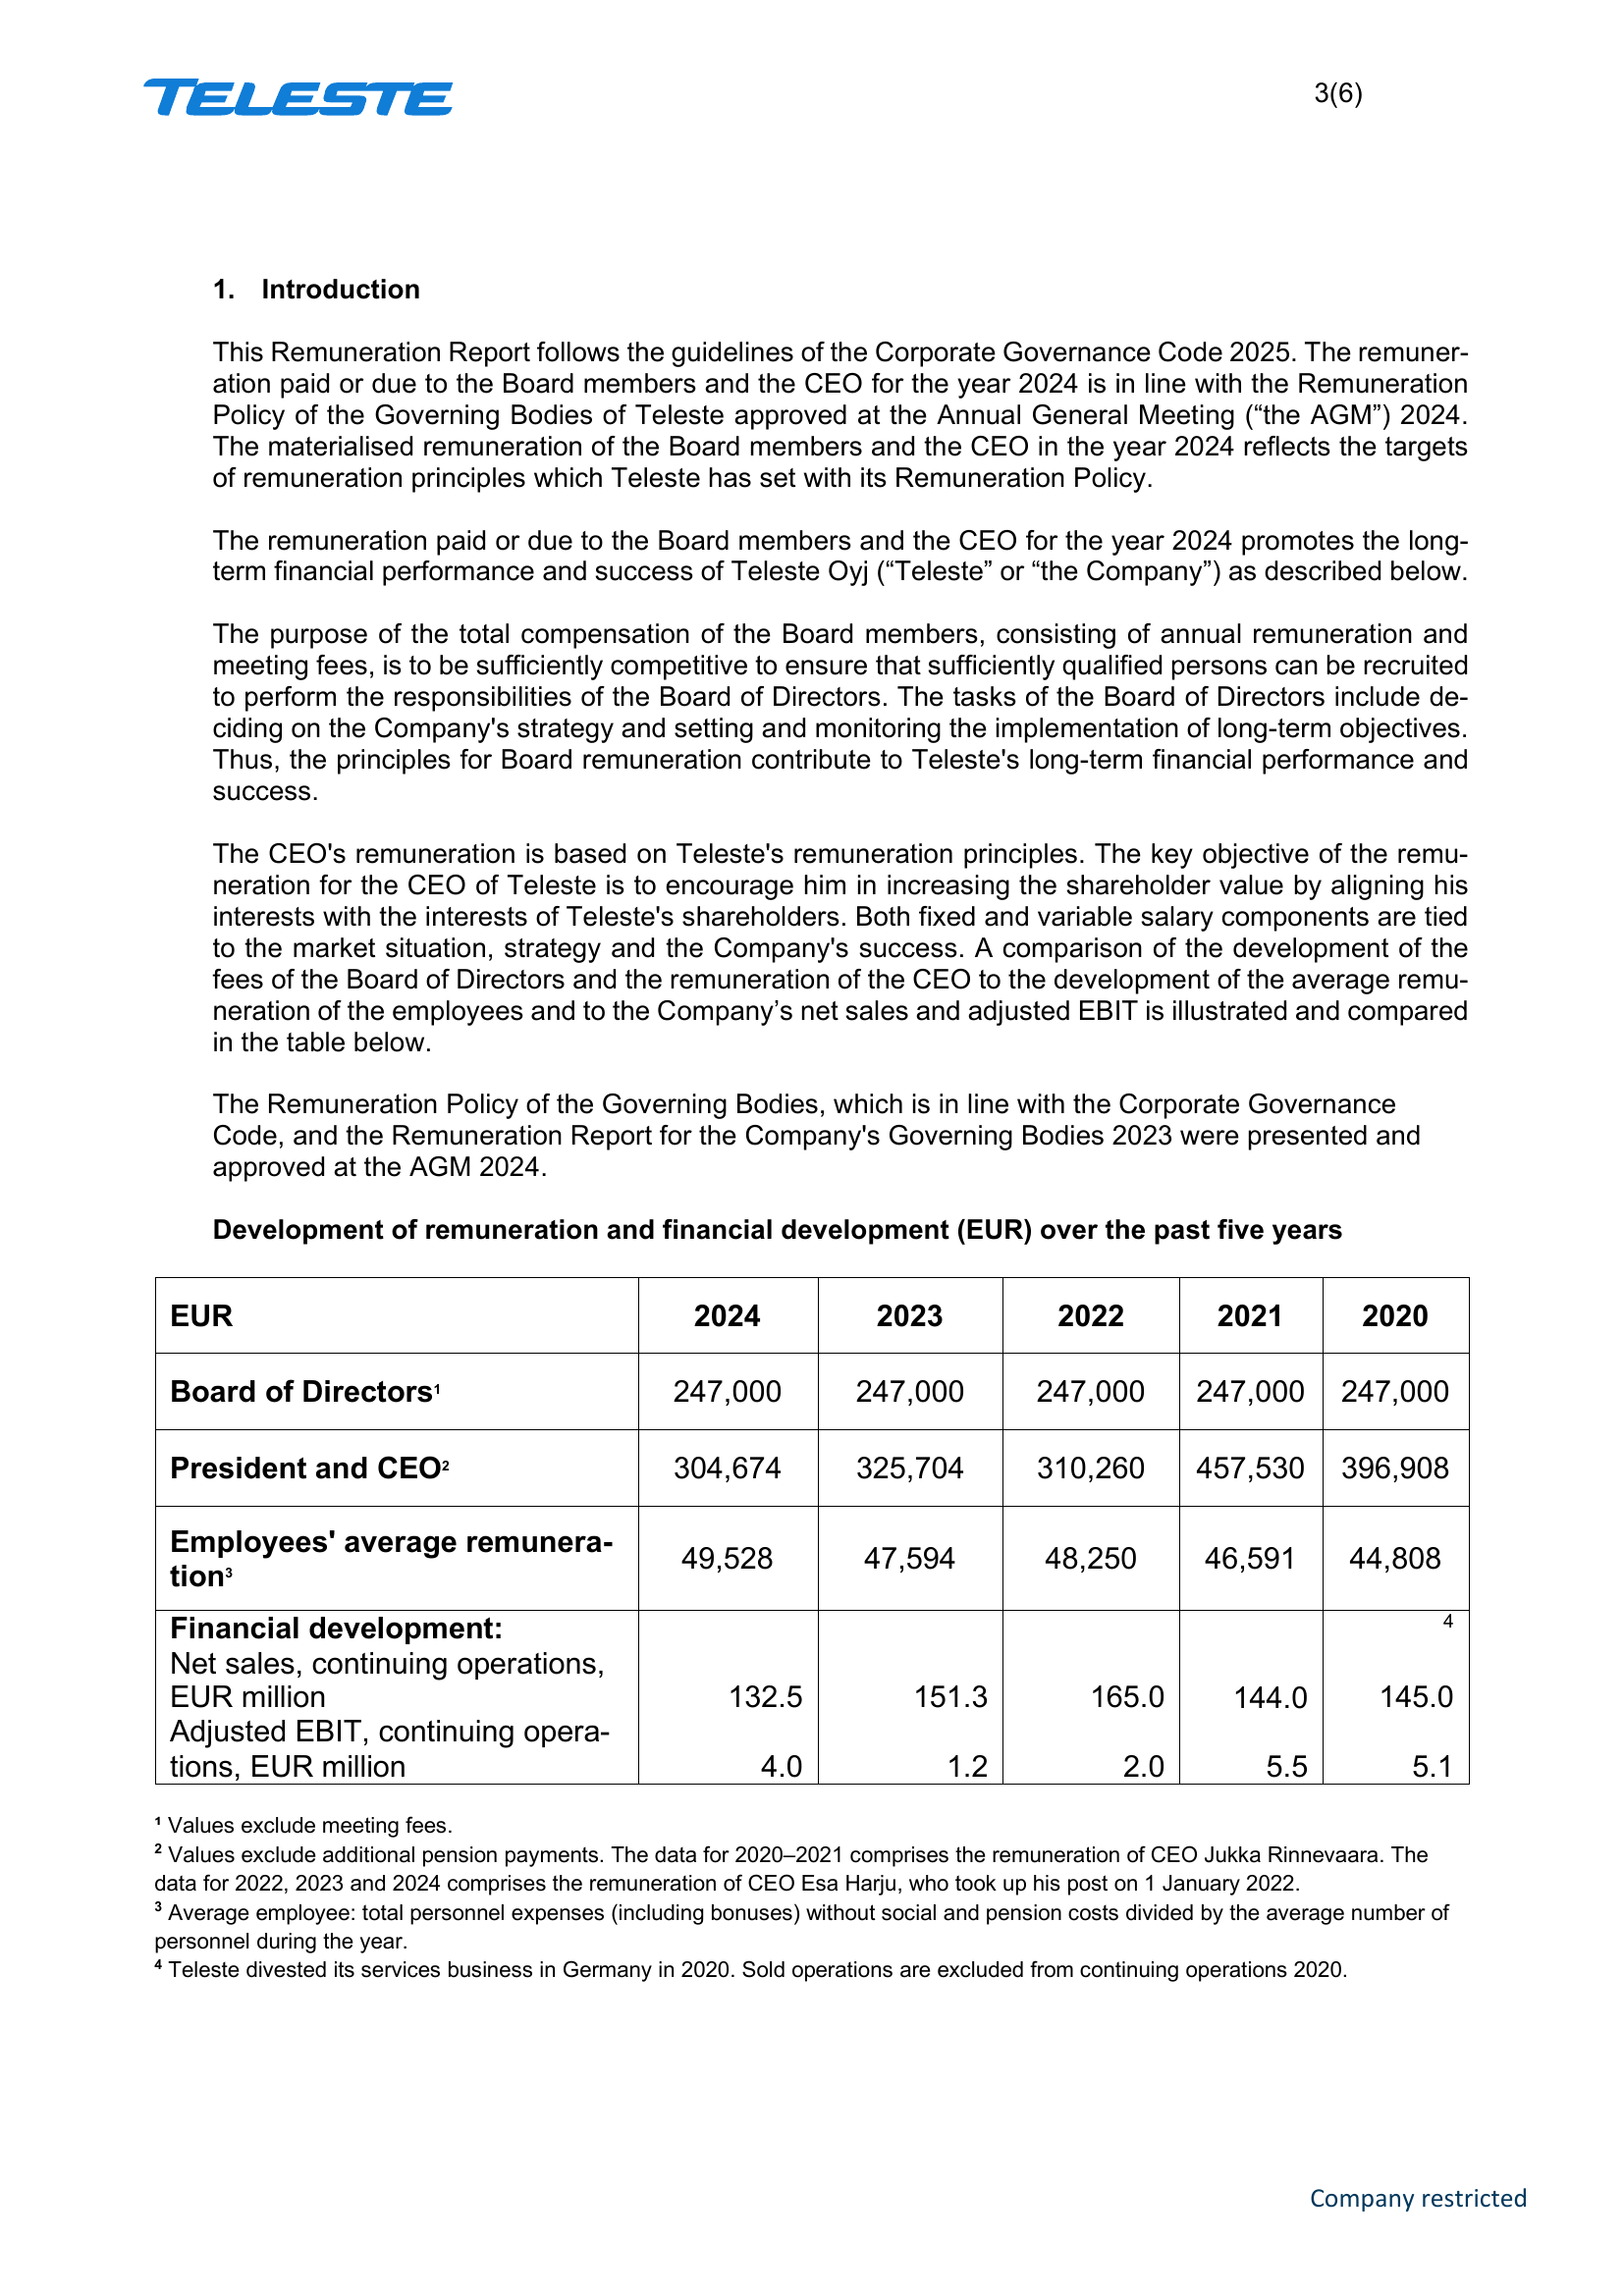 TELESTE
3(6)
1. Introduction
This Remuneration Report follows the guidelines of the Corporate Governance Code 2025. The remuner-
ation paid or due to the Board members and the CEO for the year 2024 is in line with the Remuneration
Policy of the Governing Bodies of Teleste approved at the Annual General Meeting (“the AGM”) 2024.
The materialised remuneration of the Board members and the CEO in the year 2024 reflects the targets
of remuneration principles which Teleste has set with its Remuneration Policy.
The remuneration paid or due to the Board members and the CEO for the year 2024 promotes the long-
term financial performance and success of Teleste Oyj (“Teleste” or “the Company”) as described below.
The purpose of the total compensation of the Board members, consisting of annual remuneration and
meeting fees, is to be sufficiently competitive to ensure that sufficiently qualified persons can be recruited
to perform the responsibilities of the Board of Directors. The tasks of the Board of Directors include de-
ciding on the Company's strategy and setting and monitoring the implementation of long-term objectives.
Thus, the principles for Board remuneration contribute to Teleste's long-term financial performance and
success.
The CEO's remuneration is based on Teleste's remuneration principles. The key objective of the remu-
neration for the CEO of Teleste is to encourage him in increasing the shareholder value by aligning his
interests with the interests of Teleste's shareholders. Both fixed and variable salary components are tied
to the market situation, strategy and the Company's success. A comparison of the development of the
fees of the Board of Directors and the remuneration of the CEO to the development of the average remu-
neration of the employees and to the Company’s net sales and adjusted EBIT is illustrated and compared
in the table below.
The Remuneration Policy of the Governing Bodies, which is in line with the Corporate Governance
Code, and the Remuneration Report for the Company's Governing Bodies 2023 were presented and
approved at the AGM 2024.
Development of remuneration and financial development (EUR) over the past five years
EUR 2024 2023 2022 2021 2020
Board of Directors¹ 247,000 247,000 247,000 247,000 247,000
President and CEO² 304,674 325,704 310,260 457,530 396,908
Employees' average remunera-
tion³ 49,528 47,594 48,250 46,591 44,808
Financial development: ⁴
Net sales, continuing operations,
EUR million 132.5 151.3 165.0 144.0 145.0
Adjusted EBIT, continuing opera-
tions, EUR million 4.0 1.2 2.0 5.5 5.1
¹ Values exclude meeting fees.
² Values exclude additional pension payments. The data for 2020–2021 comprises the remuneration of CEO Jukka Rinnevaara. The
data for 2022, 2023 and 2024 comprises the remuneration of CEO Esa Harju, who took up his post on 1 January 2022.
³ Average employee: total personnel expenses (including bonuses) without social and pension costs divided by the average number of
personnel during the year.
⁴ Teleste divested its services business in Germany in 2020. Sold operations are excluded from continuing operations 2020.
Company restricted